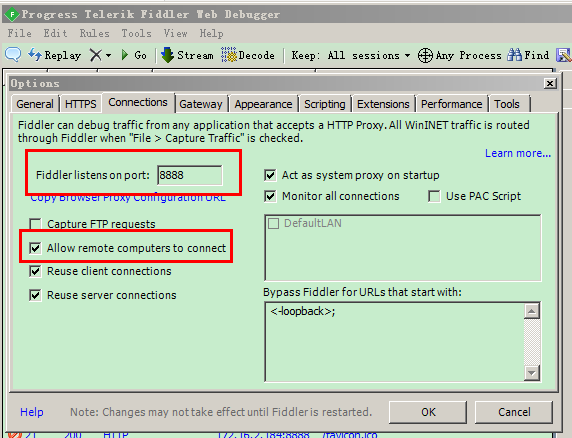 Progress Telerik Fiddler Web Debugger
File Edit Rules Tools View Help
Replay Go Stream Decode Keep: All sessions Any Process Find
Options
General HTTPS Connections Gateway Appearance Scripting Extensions Performance Tools
Fiddler can debug traffic from any application that accepts a HTTP Proxy. All WinINET traffic is routed
through Fiddler when "File > Capture Traffic" is checked.
Learn more...
Fiddler listens on port: 8888
Copy Browser Proxy Configuration URL
Capture FTP requests
Allow remote computers to connect
Reuse client connections
Reuse server connections
Act as system proxy on startup
Monitor all connections Use PAC Script
DefaultLAN
Bypass Fiddler for URLs that start with:
<-loopback>;
Help Note: Changes may not take effect until Fiddler is restarted. OK Cancel
21 200 HTTP 172.16.2.184:8888 /favicon.ico